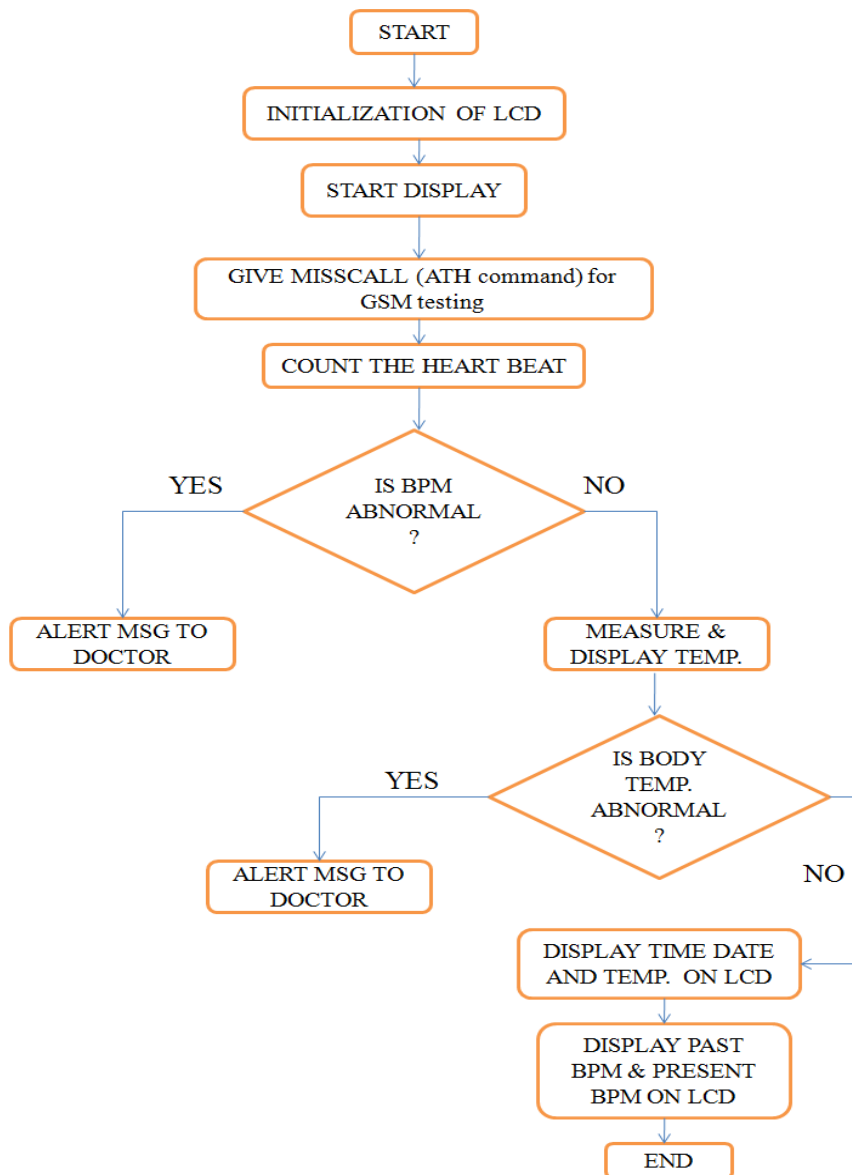 START
INITIALIZATION OF LCD
START DISPLAY
GIVE MISSCALL (ATH command) for
GSM testing
COUNT THE HEART BEAT
YES
IS BPM
ABNORMAL
?
NO
ALERT MSG TO
DOCTOR
MEASURE &
DISPLAY TEMP.
YES
IS BODY
TEMP.
ABNORMAL
?
NO
ALERT MSG TO
DOCTOR
DISPLAY TIME DATE
AND TEMP. ON LCD
DISPLAY PAST
BPM & PRESENT
BPM ON LCD
END